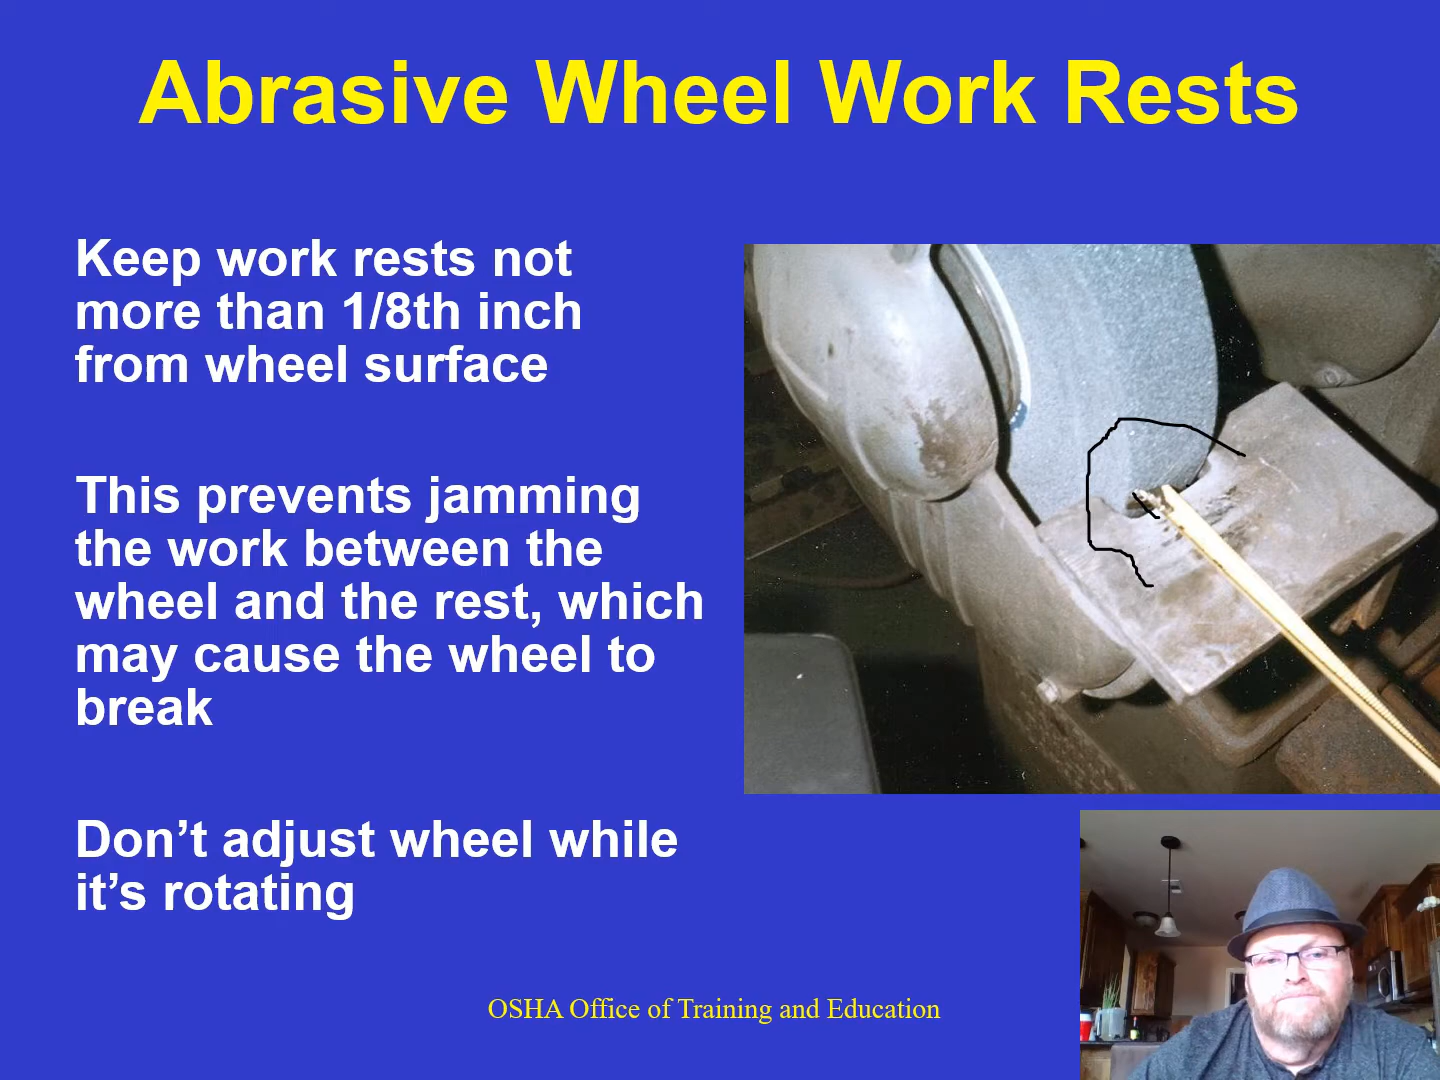 Abrasive Wheel Work Rests
Keep work rests not
more than 1/8th inch
from wheel surface
This prevents jamming
the work between the
wheel and the rest, which
may cause the wheel to
break
Don’t adjust wheel while
it’s rotating
OSHA Office of Training and Education